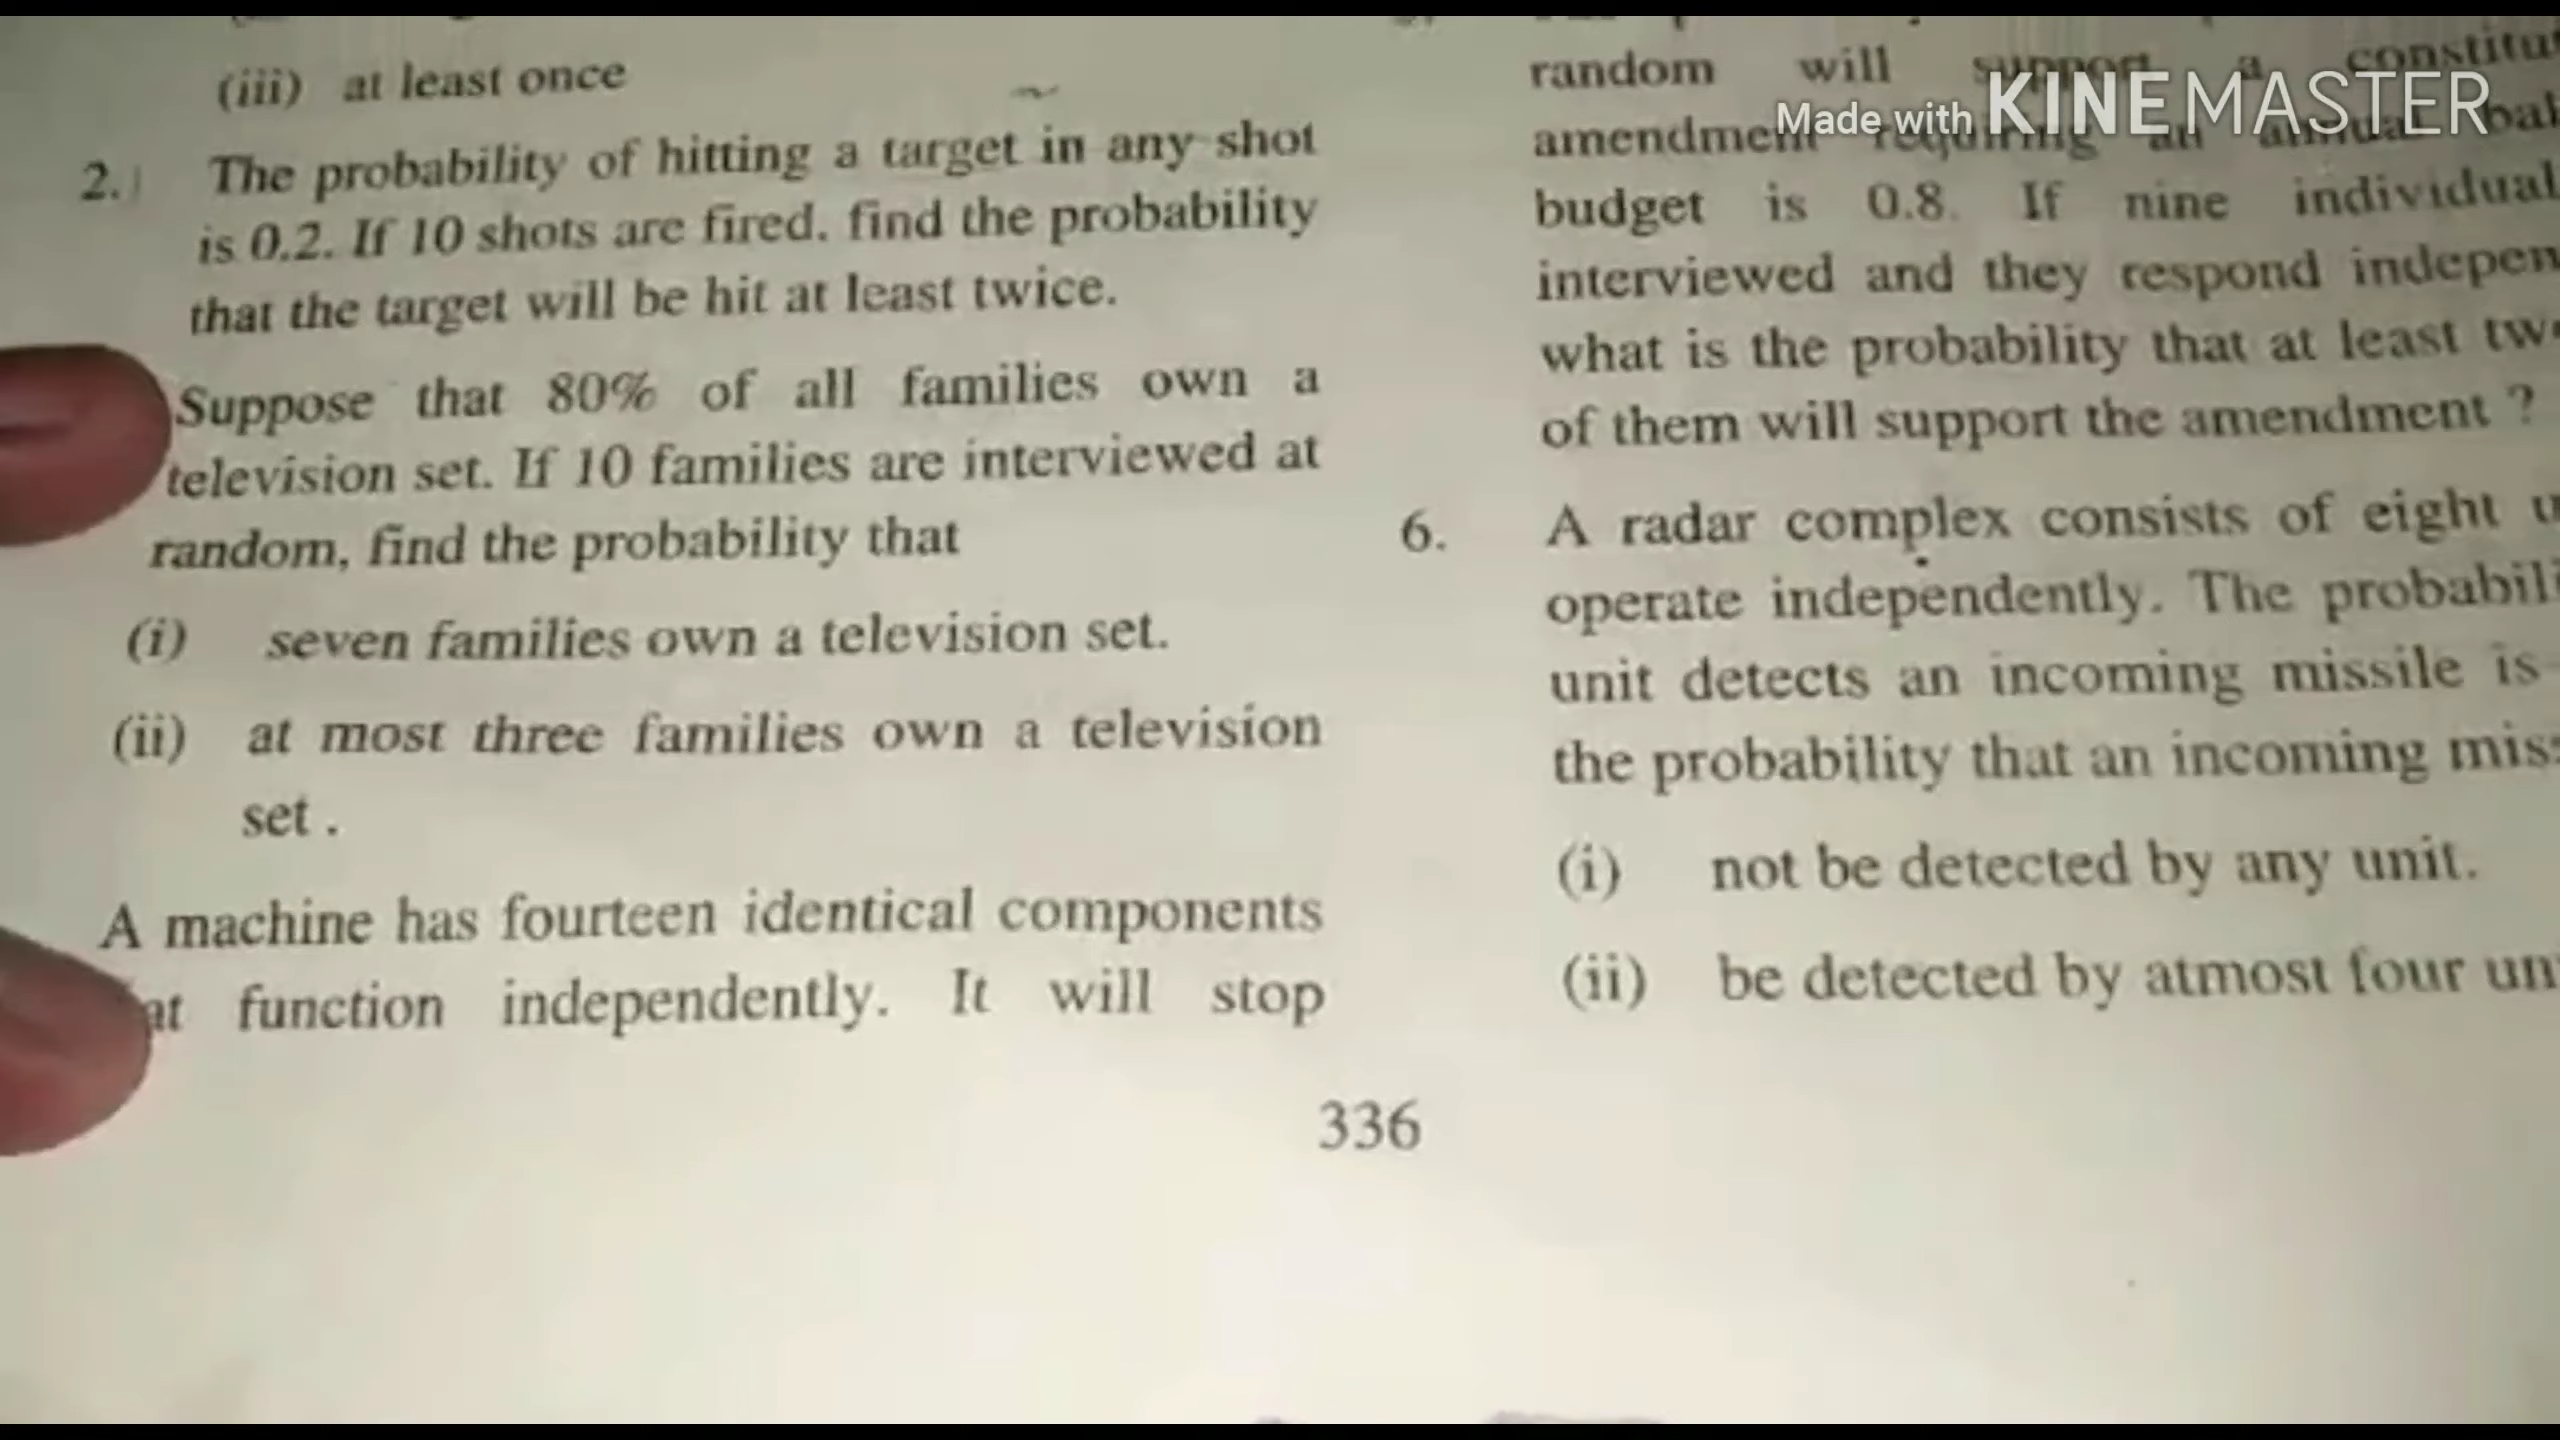 (iii) at least once
2. The probability of hitting a target in any shot
is 0.2. If 10 shots are fired. find the probability
that the target will be hit at least twice.
Suppose that 80% of all families own a
television set. If 10 families are interviewed at
random, find the probability that
(i) seven families own a television set.
(ii) at most three families own a television
set .
A machine has fourteen identical components
at function independently. It will stop
random will support a constitut
amendment requiring an annual bal
budget is 0.8. If nine individual
interviewed and they respond indepen
what is the probability that at least tw
of them will support the amendment ?
6. A radar complex consists of eight u
operate independently. The probabili
unit detects an incoming missile is
the probability that an incoming miss
(i) not be detected by any unit.
(ii) be detected by atmost four un
336
Made with KINEMASTER